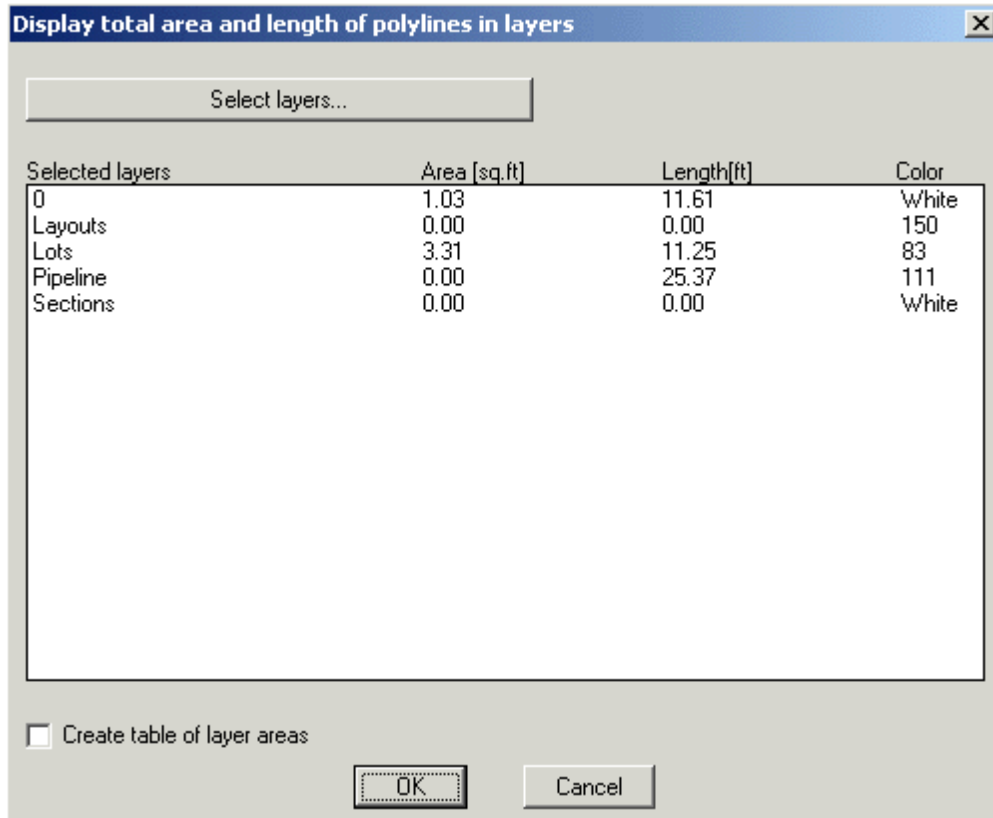 Display total area and length of polylines in layers
Select layers...
Selected layers Area [sq.ft] Length[ft] Color
0 1.03 11.61 White
Layouts 0.00 0.00 150
Lots 3.31 11.25 83
Pipeline 0.00 25.37 111
Sections 0.00 0.00 White
Create table of layer areas
OK Cancel